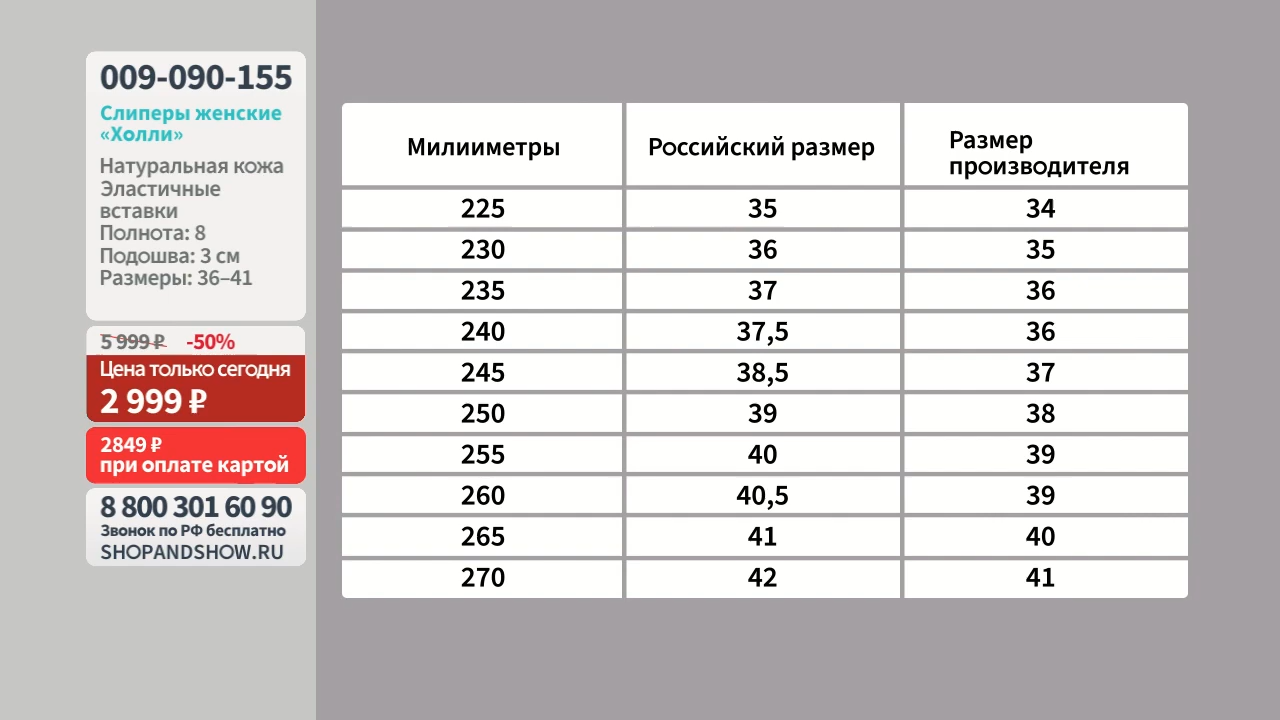 009-090-155
Слиперы женские
«Холли»
Натуральная кожа
Эластичные
вставки
Полнота: 8
Подошва: 3 см
Размеры: 36–41
5 999 ₽ -50%
Цена только сегодня
2 999 ₽
2849 ₽
при оплате картой
8 800 301 60 90
Звонок по РФ бесплатно
SHOPANDSHOW.RU
Милииметры Российский размер Размер
производителя
225 35 34
230 36 35
235 37 36
240 37,5 36
245 38,5 37
250 39 38
255 40 39
260 40,5 39
265 41 40
270 42 41